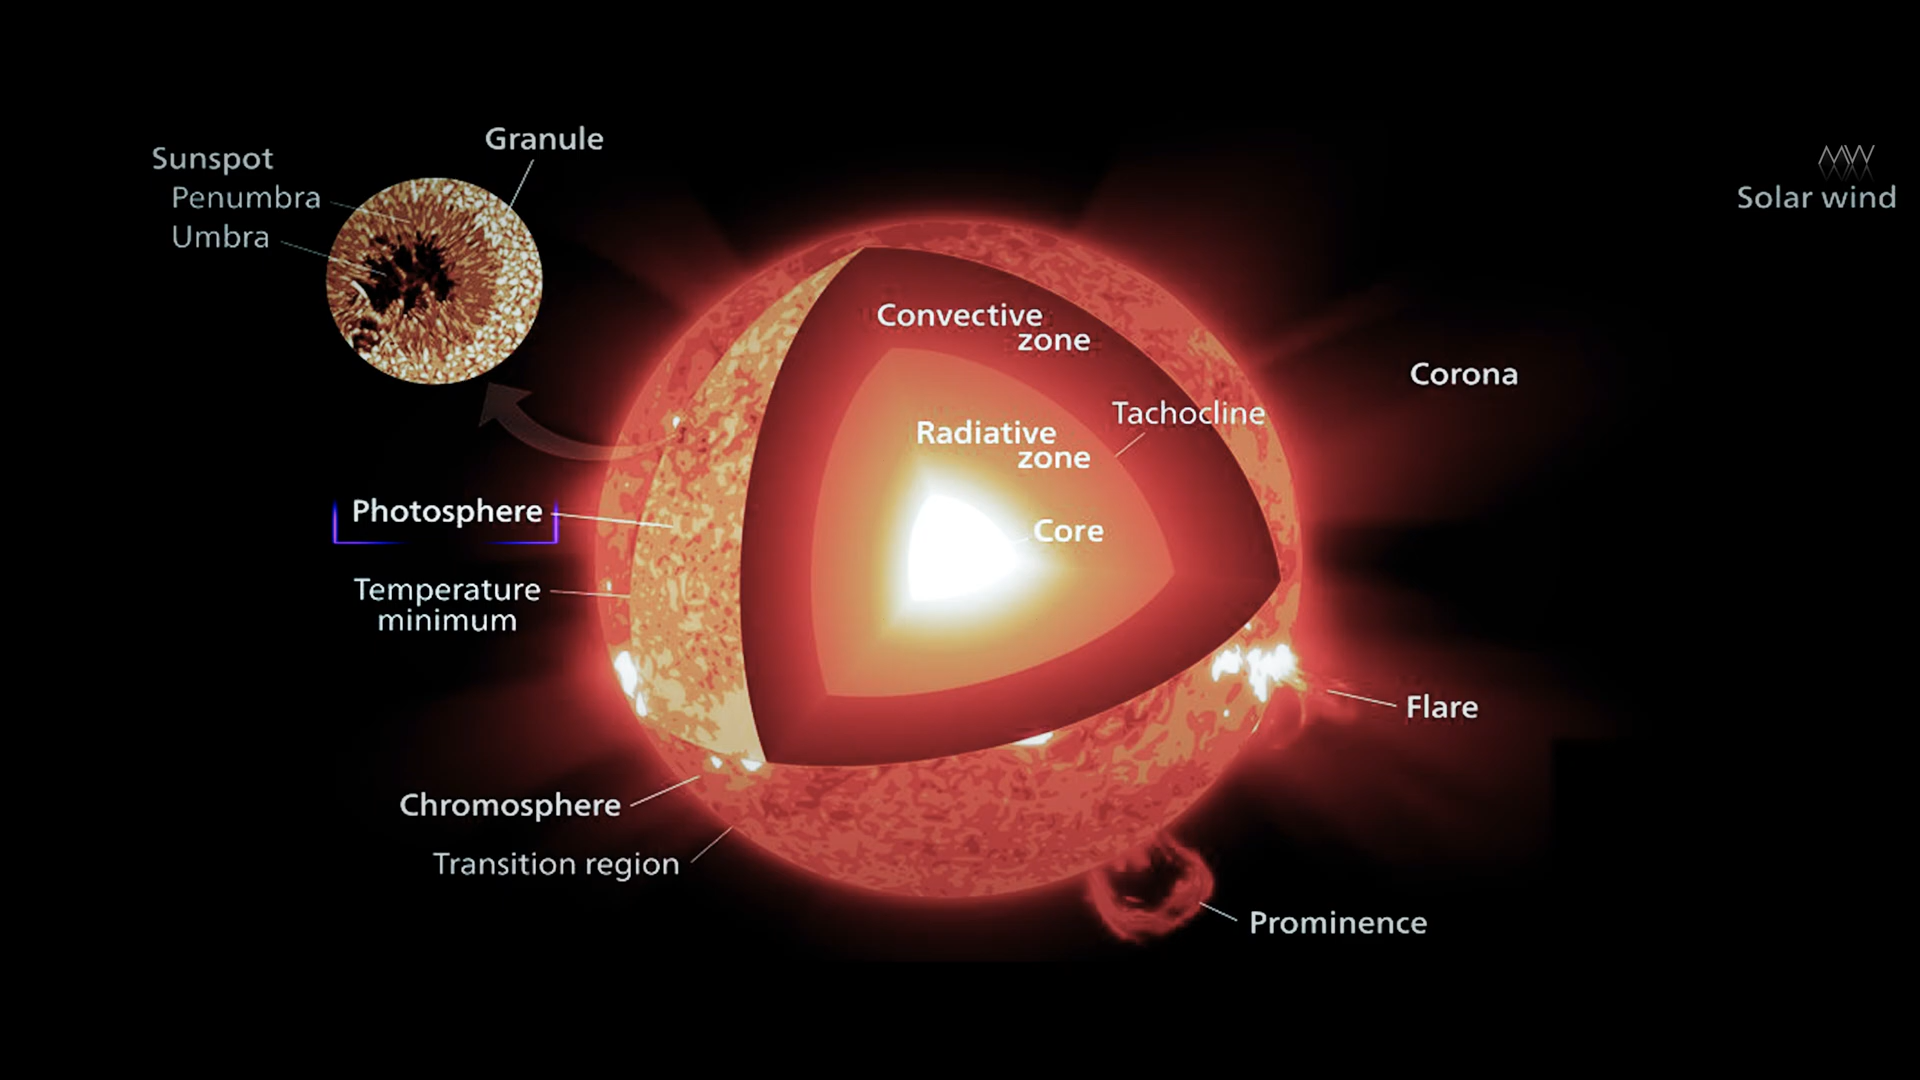 Granule
Sunspot
Penumbra
Umbra
Solar wind
Convective
zone
Corona
Tachocline
Radiative
zone
Photosphere
Core
Temperature
minimum
Flare
Chromosphere
Transition region
Prominence